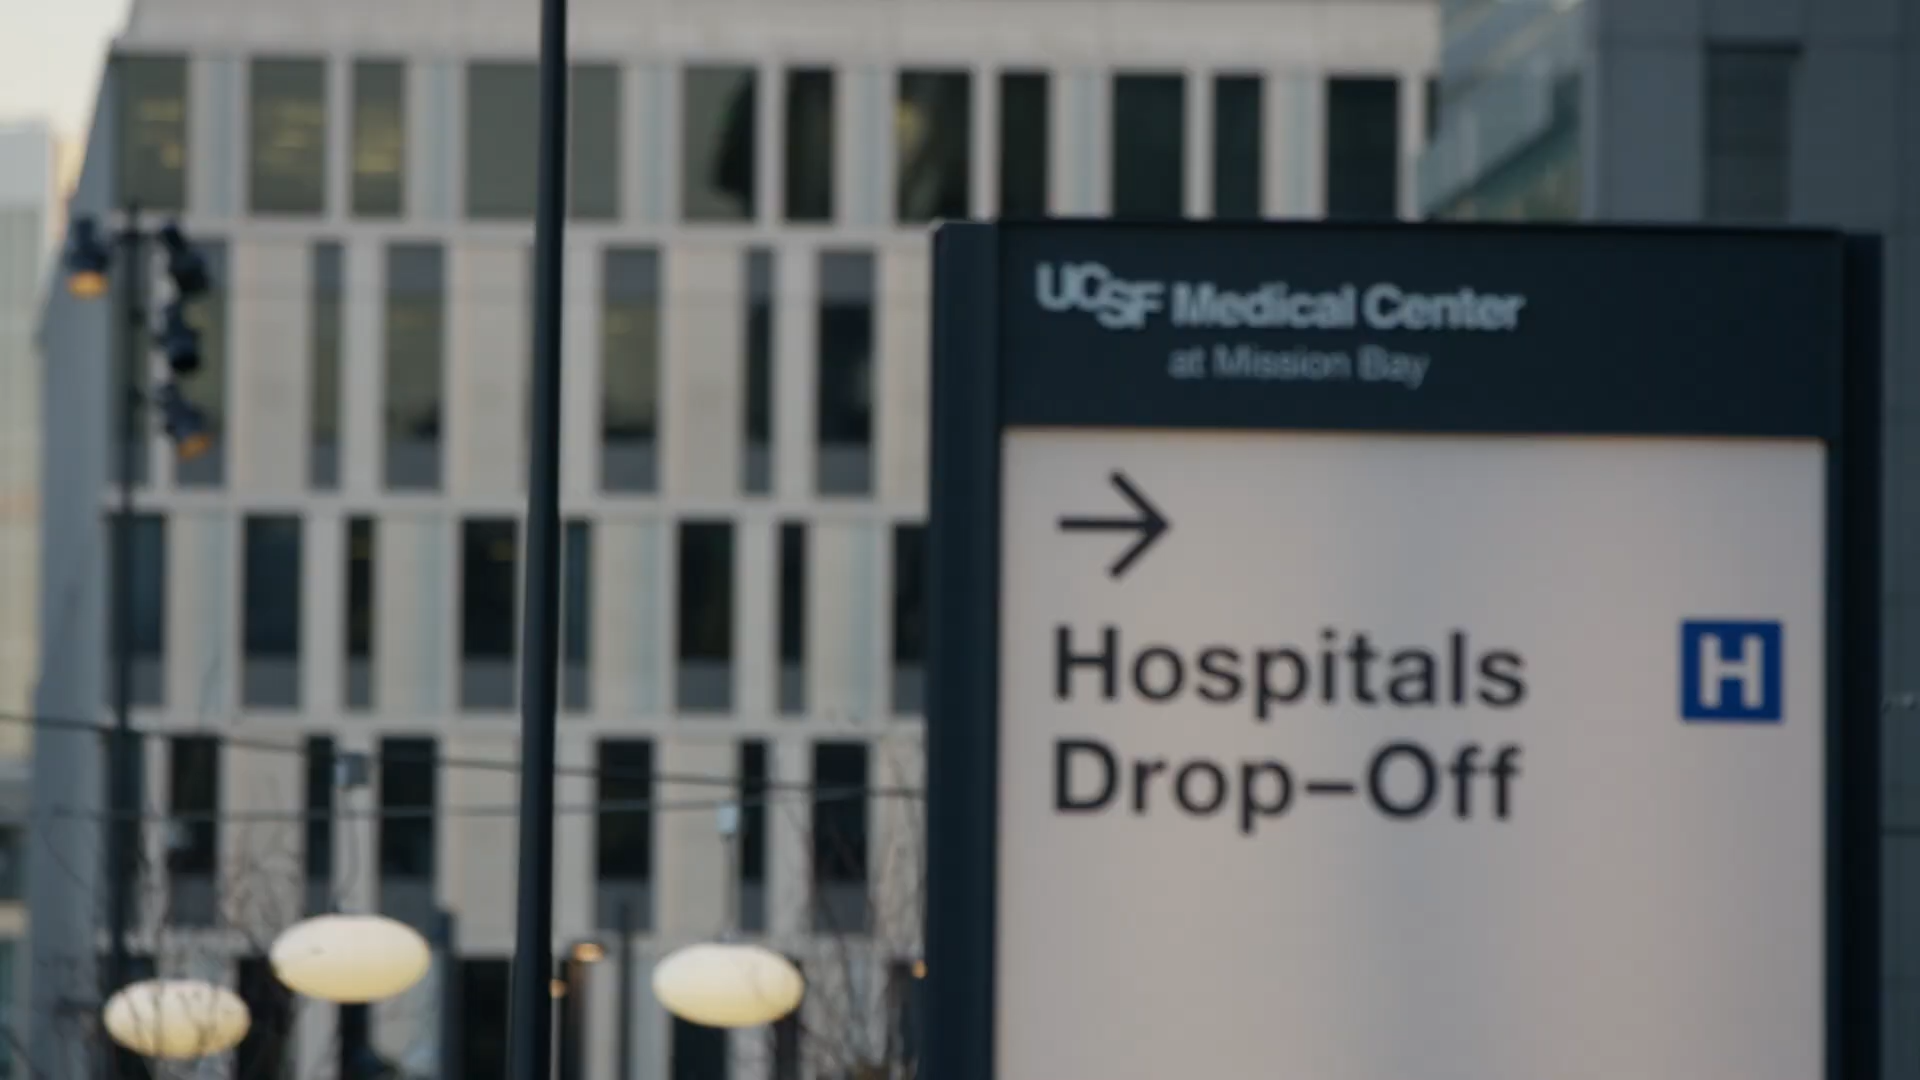 UCSF Medical Center
at Mission Bay
→
Hospitals H
Drop-Off